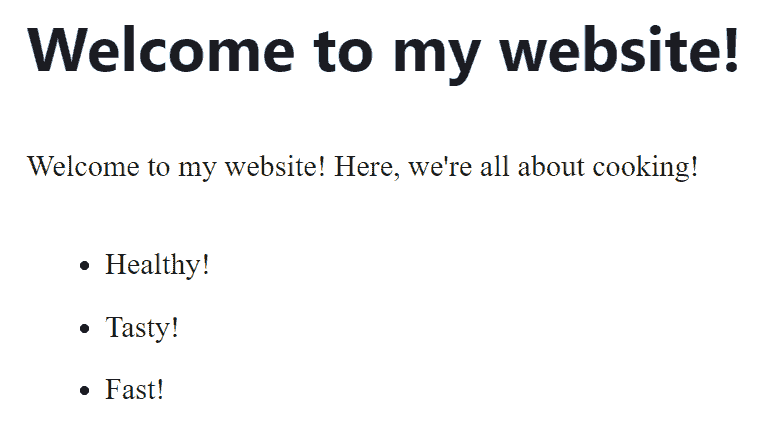 Welcome to my website!
Welcome to my website! Here, we're all about cooking!
• Healthy!
• Tasty!
• Fast!